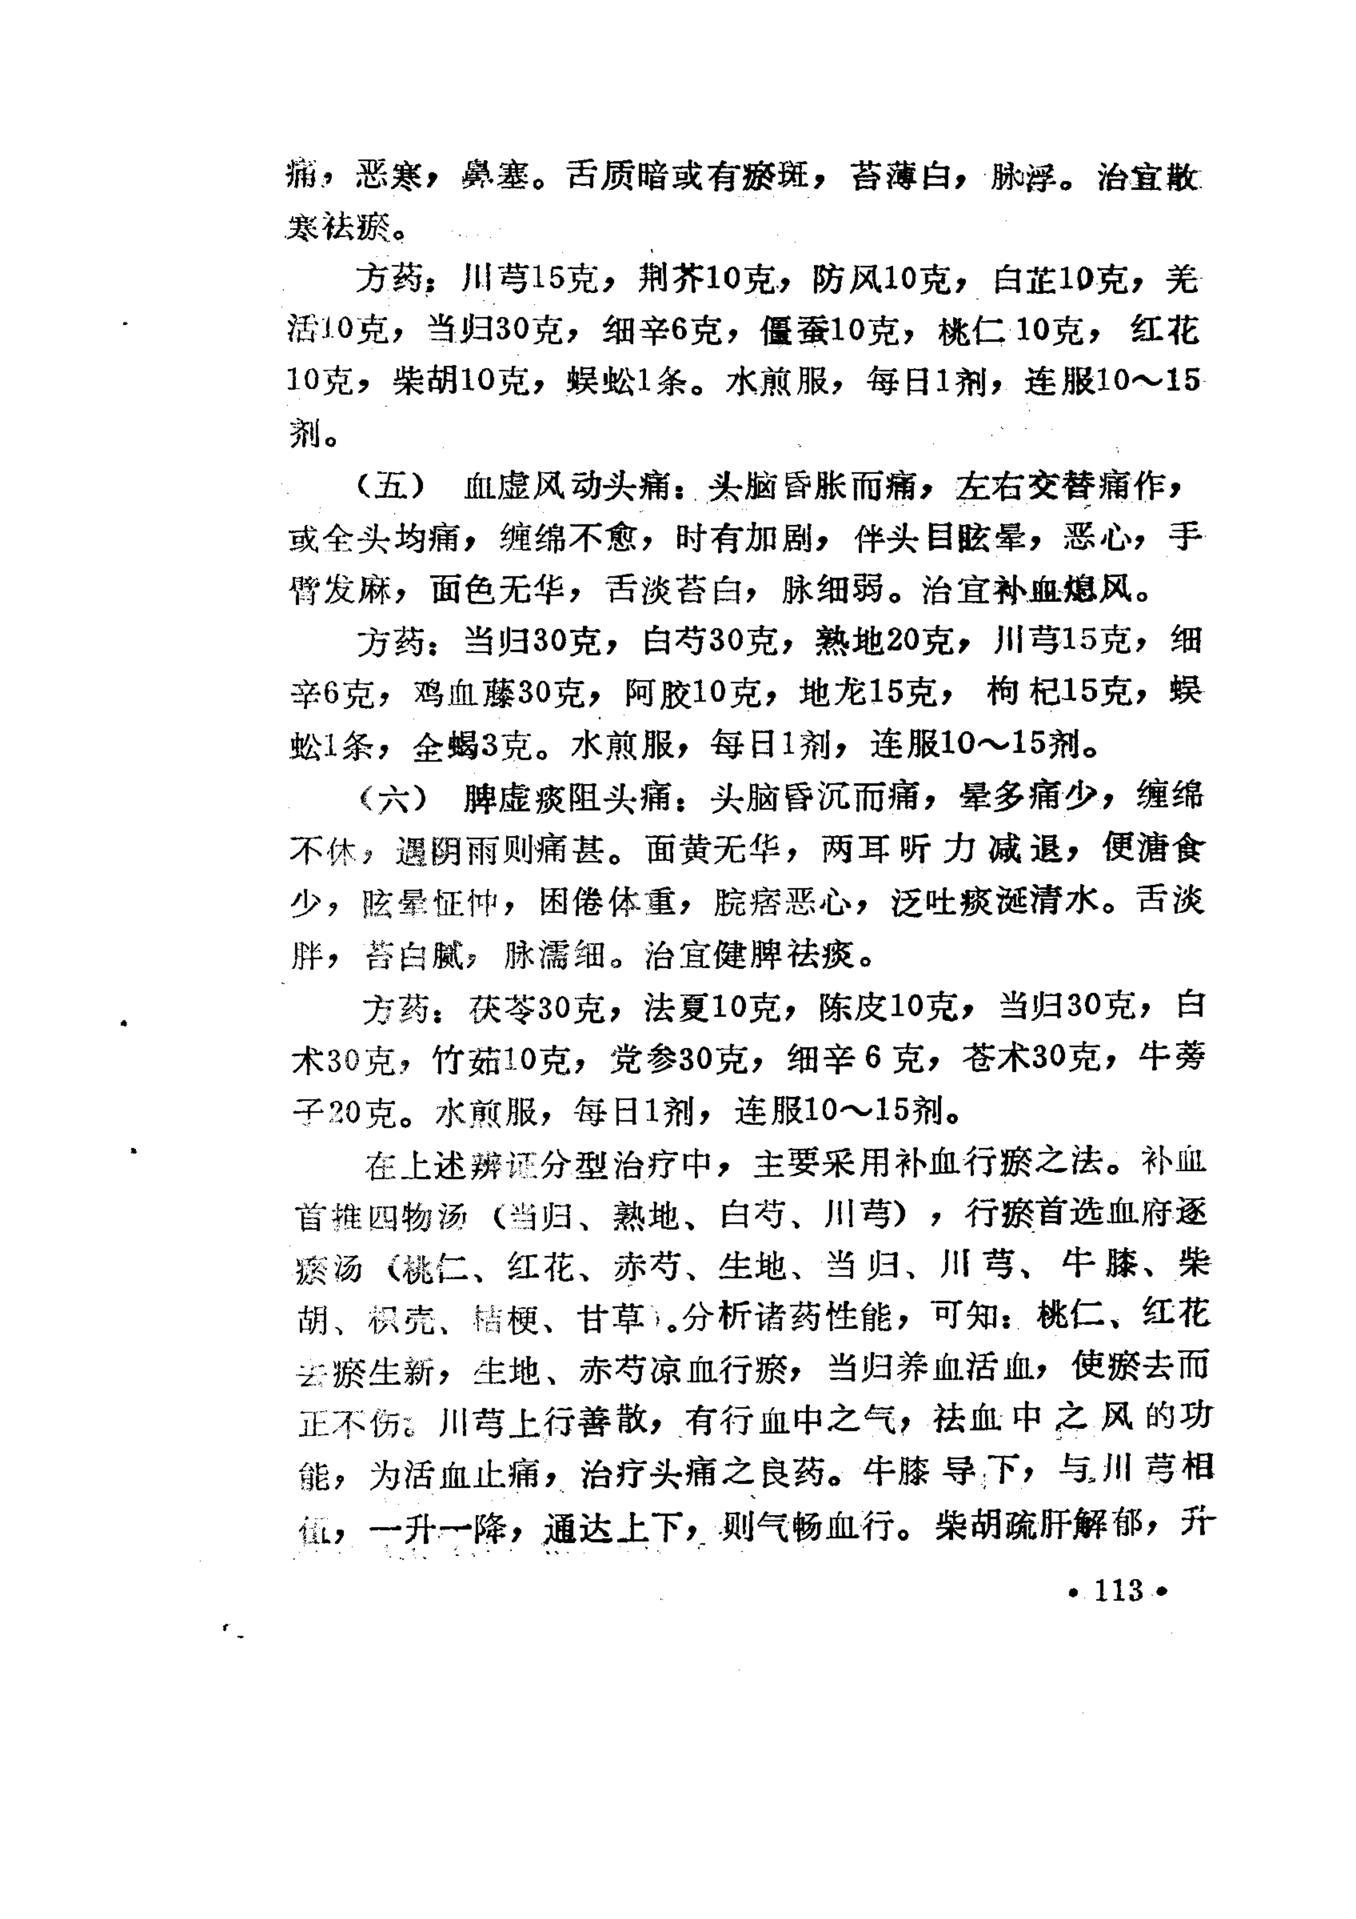 痛，恶寒，鼻塞。舌质暗或有瘀斑，苔薄白，脉浮。治宜散
寒祛瘀。
方药：川芎15克，荆芥10克，防风10克，白芷10克，羌
活10克，当归30克，细辛6克，僵蚕10克，桃仁10克，红花
10克，柴胡10克，蜈蚣1条。水煎服，每日1剂，连服10～15
剂。
（五） 血虚风动头痛：头脑昏胀而痛，左右交替痛作，
或全头均痛，缠绵不愈，时有加剧，伴头目眩晕，恶心，手
臂发麻，面色无华，舌淡苔白，脉细弱。治宜补血熄风。
方药：当归30克，白芍30克，熟地20克，川芎15克，细
辛6克，鸡血藤30克，阿胶10克，地龙15克，枸杞15克，蜈
蚣1条，全蝎3克。水煎服，每日1剂，连服10～15剂。
（六） 脾虚痰阻头痛：头脑昏沉而痛，晕多痛少，缠绵
不休，遇阴雨则痛甚。面黄无华，两耳听力减退，便溏食
少，眩晕怔忡，困倦体重，脘痞恶心，泛吐痰涎清水。舌淡
胖，苔白腻，脉濡细。治宜健脾祛痰。
方药：茯苓30克，法夏10克，陈皮10克，当归30克，白
术30克，竹茹10克，党参30克，细辛6克，苍术30克，牛蒡
子20克。水煎服，每日1剂，连服10～15剂。
在上述辨证分型治疗中，主要采用补血行瘀之法。补血
首推四物汤（当归、熟地、白芍、川芎），行瘀首选血府逐
瘀汤（桃仁、红花、赤芍、生地、当归、川芎、牛膝、柴
胡、枳壳、桔梗、甘草）。分析诸药性能，可知：桃仁、红花
去瘀生新，生地、赤芍凉血行瘀，当归养血活血，使瘀去而
正不伤。川芎上行善散，有行血中之气，祛血中之风的功
能，为活血止痛，治疗头痛之良药。牛膝导下，与川芎相
伍，一升一降，通达上下，则气畅血行。柴胡疏肝解郁，升
•113•